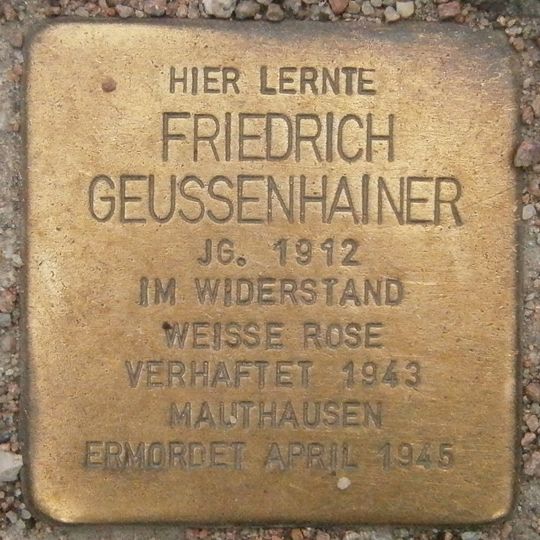 HIER LERNTE
FRIEDRICH
GEUSSENHAINER
JG. 1912
IM WIDERSTAND
WEISSE ROSE
VERHAFTET 1943
MAUTHAUSEN
ERMORDET APRIL 1945